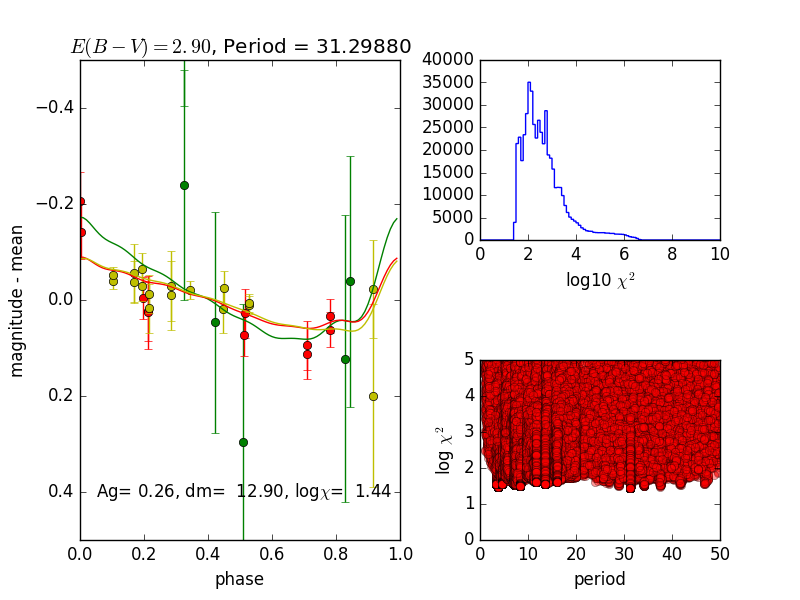 E(B−V)=2.90, Period = 31.29880
magnitude - mean
−0.4
−0.2
0.0
0.2
0.4
Ag= 0.26, dm= 12.90, logχ= 1.44
0.0 0.2 0.4 0.6 0.8 1.0
phase
40000
35000
30000
25000
20000
15000
10000
5000
0
0 2 4 6 8 10
log10 χ²
log χ²
5
4
3
2
1
0
0 10 20 30 40 50
period